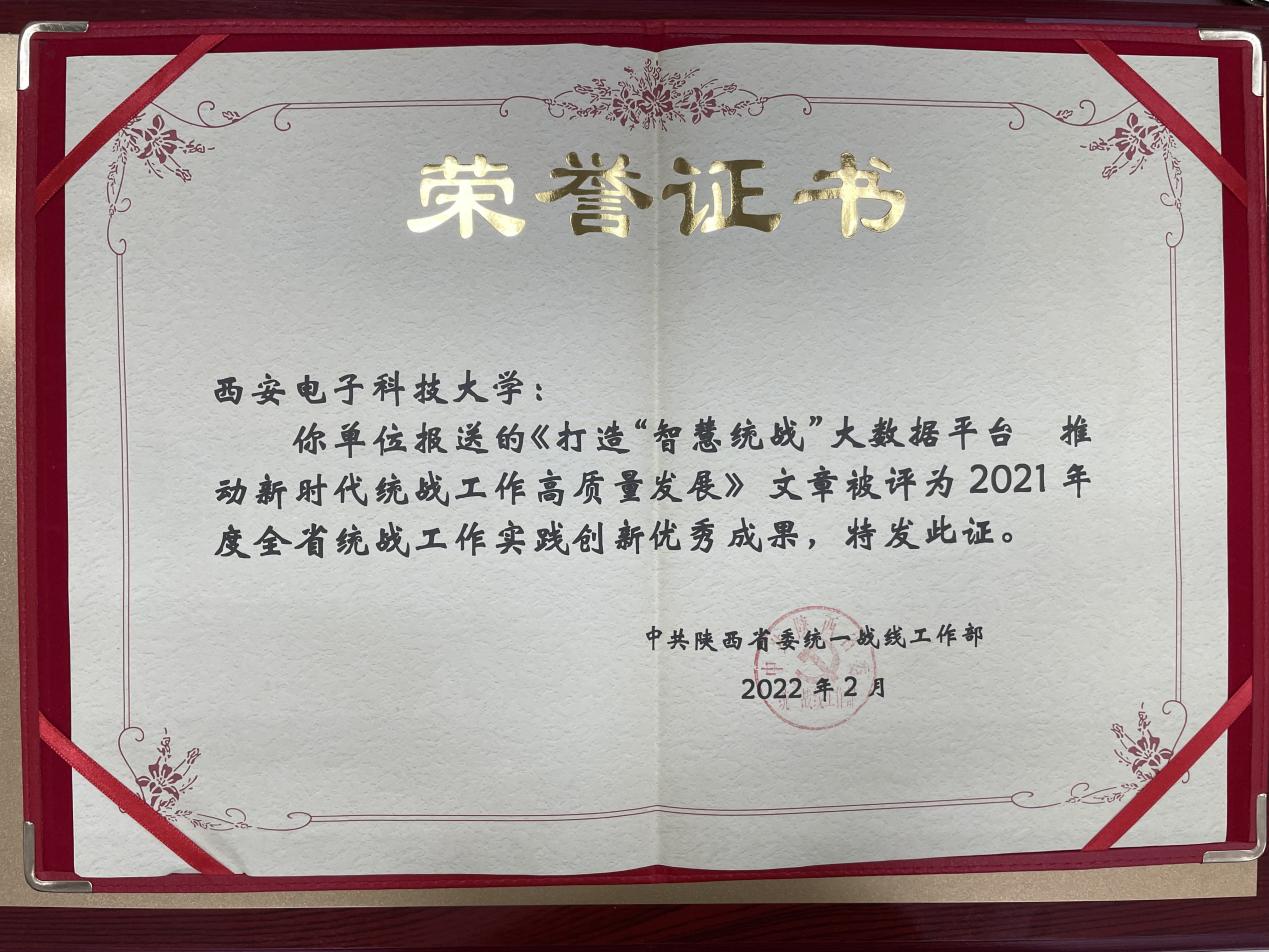 荣誉证书
西安电子科技大学：
你单位报送的《打造“智慧统战”大数据平台　推
动新时代统战工作高质量发展》文章被评为2021年
度全省统战工作实践创新优秀成果，特发此证。
中共陕西省委统一战线工作部
2022年2月